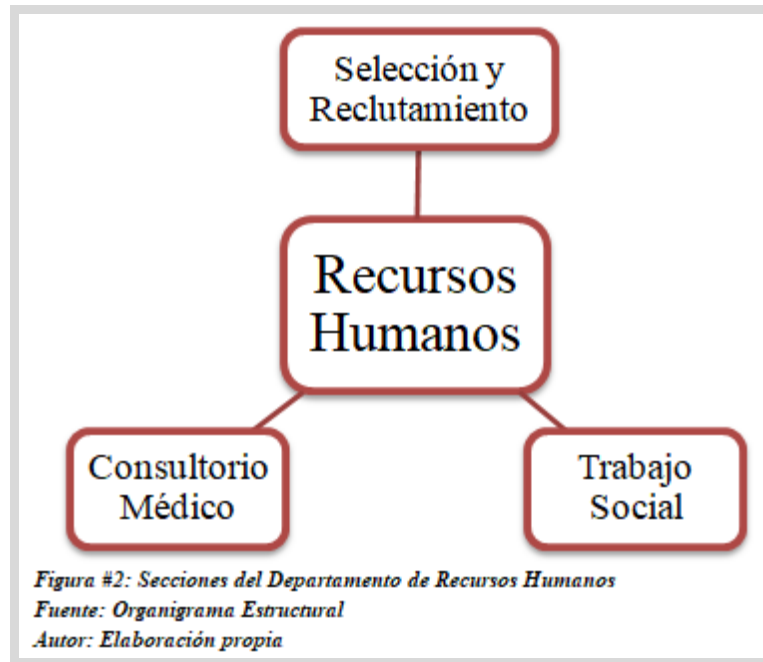 Selección y
Reclutamiento
Recursos
Humanos
Consultorio
Médico
Trabajo
Social
Figura #2: Secciones del Departamento de Recursos Humanos
Fuente: Organigrama Estructural
Autor: Elaboración propia